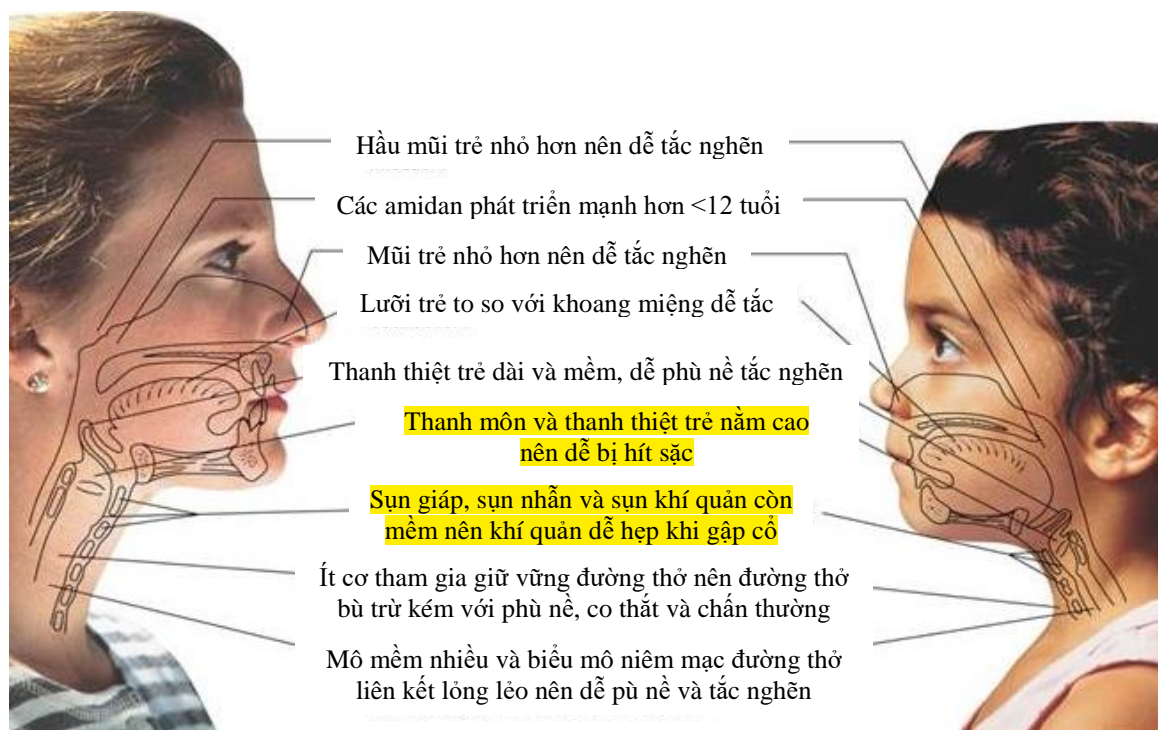 Hầu mũi trẻ nhỏ hơn nên dễ tắc nghẽn
Các amidan phát triển mạnh hơn <12 tuổi
Mũi trẻ nhỏ hơn nên dễ tắc nghẽn
Lưỡi trẻ to so với khoang miệng dễ tắc
Thanh thiệt trẻ dài và mềm, dễ phù nề tắc nghẽn
Thanh môn và thanh thiệt trẻ nằm cao
nên dễ bị hít sặc
Sụn giáp, sụn nhẫn và sụn khí quản còn
mềm nên khí quản dễ hẹp khi gập cổ
Ít cơ tham gia giữ vững đường thở nên đường thở
bù trừ kém với phù nề, co thắt và chấn thường
Mô mềm nhiều và biểu mô niêm mạc đường thở
liên kết lỏng lẻo nên dễ pù nề và tắc nghẽn